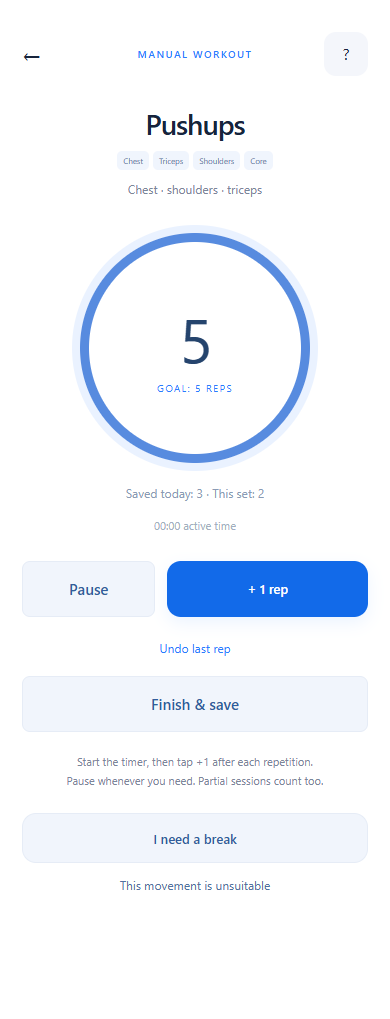 ←
MANUAL WORKOUT
?
Pushups
Chest
Triceps
Shoulders
Core
Chest · shoulders · triceps
5
GOAL: 5 REPS
Saved today: 3 · This set: 2
00:00 active time
Pause
+ 1 rep
Undo last rep
Finish & save
Start the timer, then tap +1 after each repetition.
Pause whenever you need. Partial sessions count too.
I need a break
This movement is unsuitable